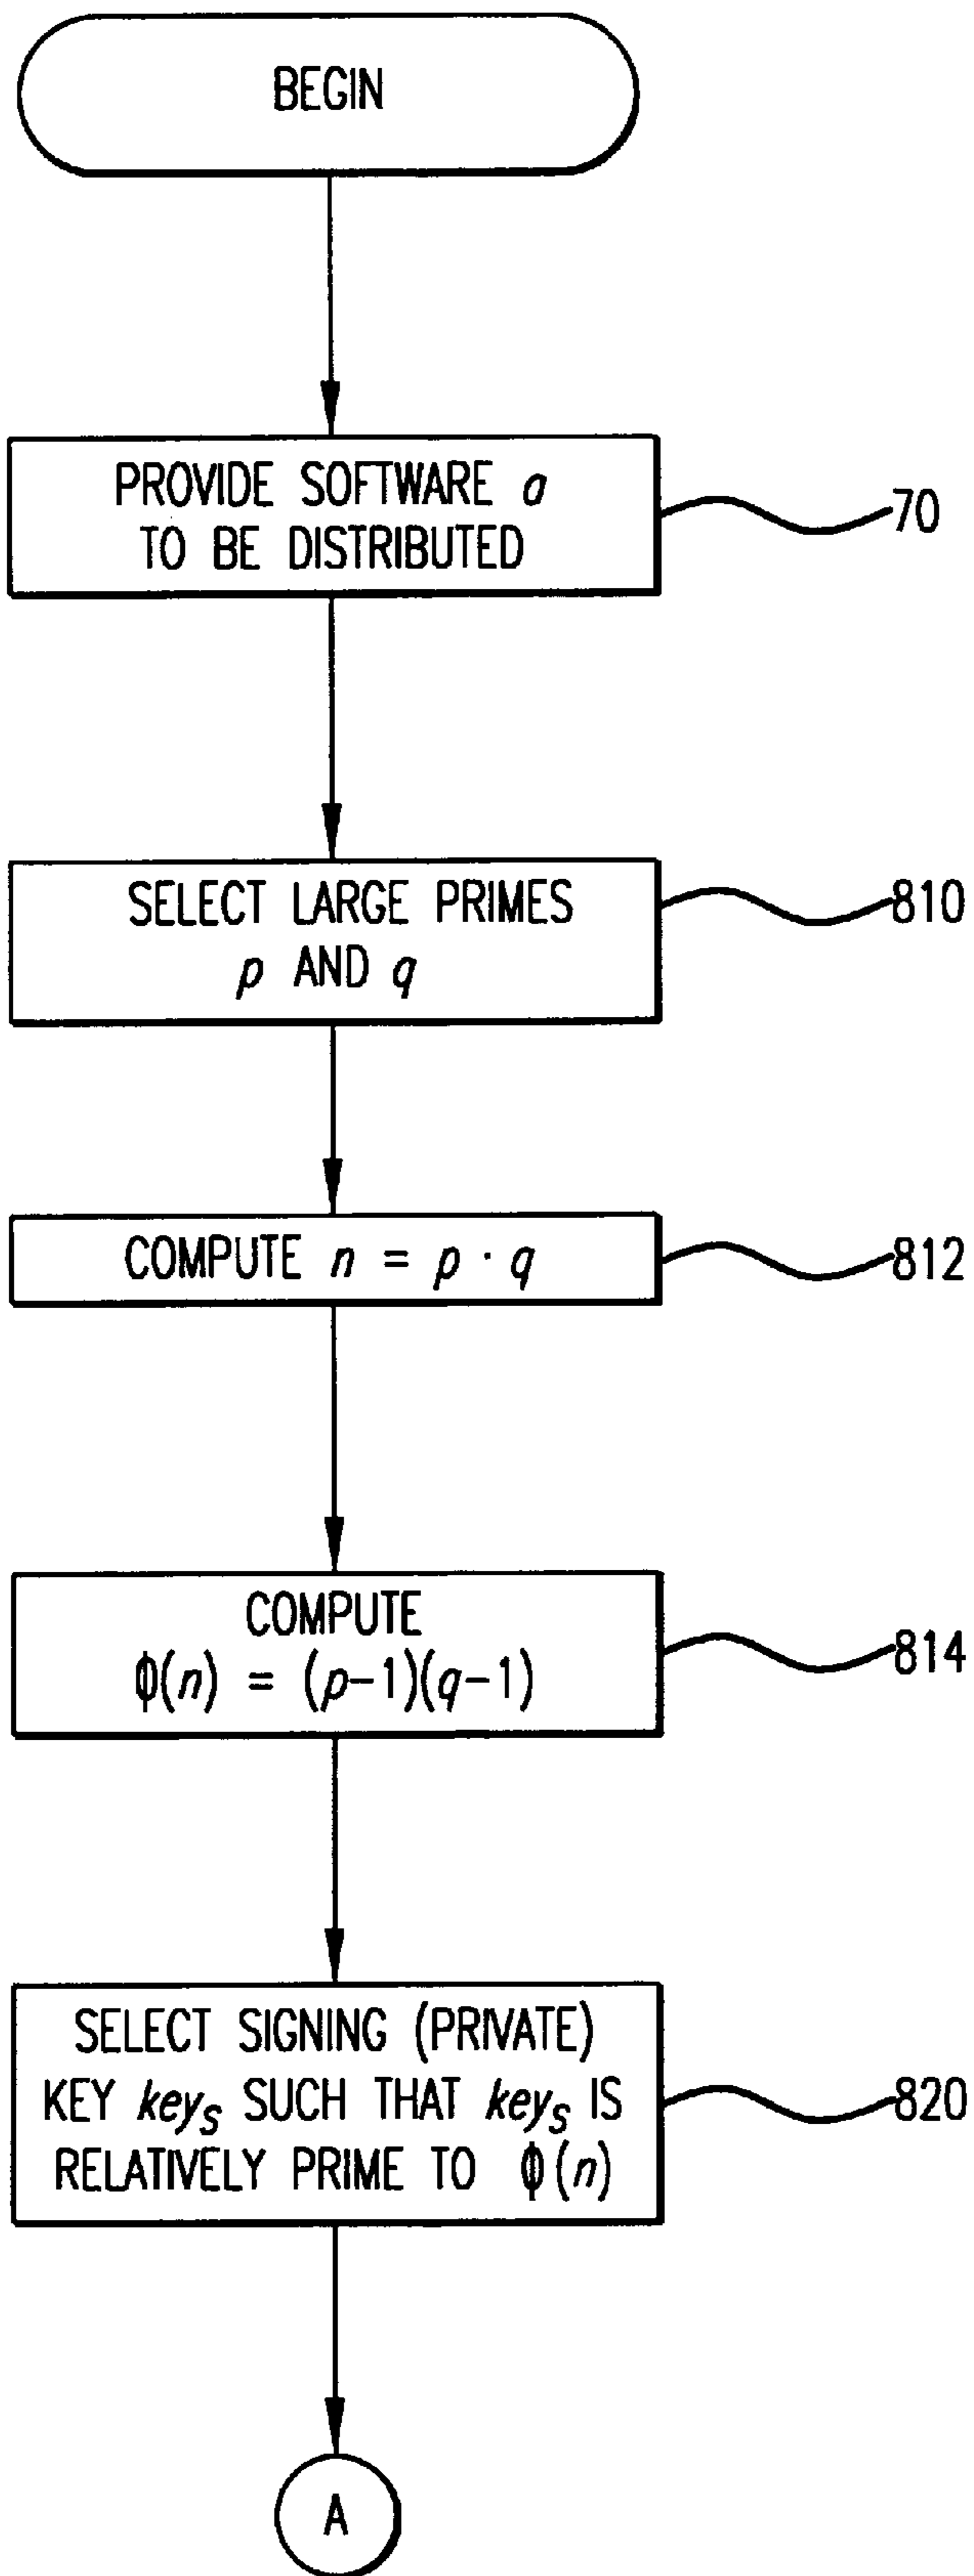 BEGIN
PROVIDE SOFTWARE a
TO BE DISTRIBUTED
70
SELECT LARGE PRIMES
p AND q
810
COMPUTE n = p · q
812
COMPUTE
ϕ(n) = (p-1)(q-1)
814
SELECT SIGNING (PRIVATE)
KEY keys SUCH THAT keys IS
RELATIVELY PRIME TO ϕ(n)
820
A